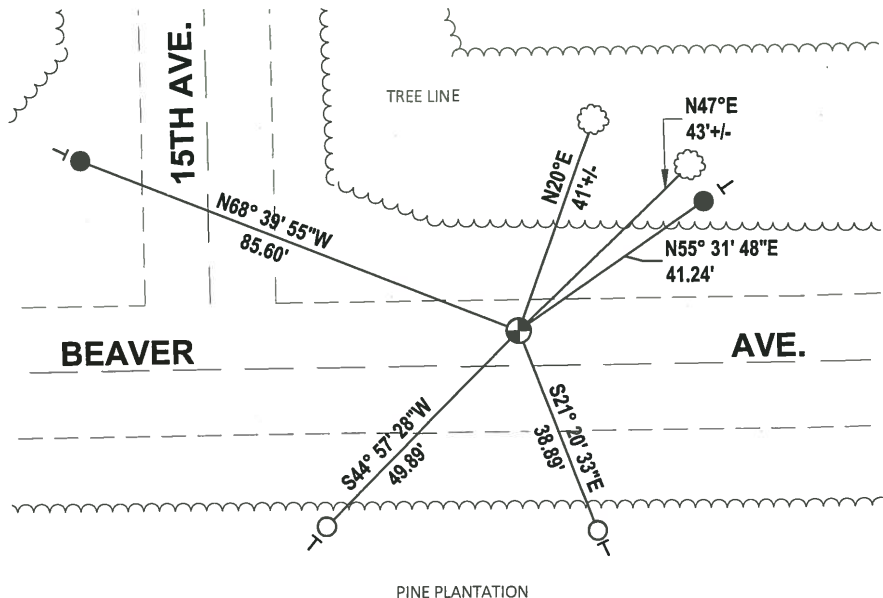 15TH AVE.
TREE LINE
N47°E
43'+/-
N20°E
41'+/-
N68° 39' 55"W
85.60'
N55° 31' 48"E
41.24'
BEAVER AVE.
S44° 57' 28"W
49.89'
S21° 20' 33"E
38.89'
PINE PLANTATION